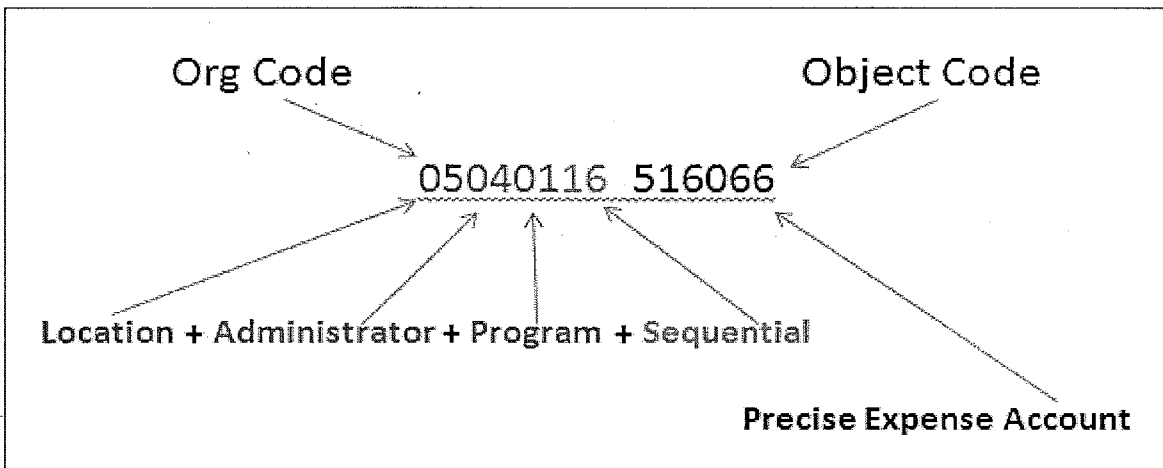 Org Code Object Code
05040116 516066
Location + Administrator + Program + Sequential
Precise Expense Account